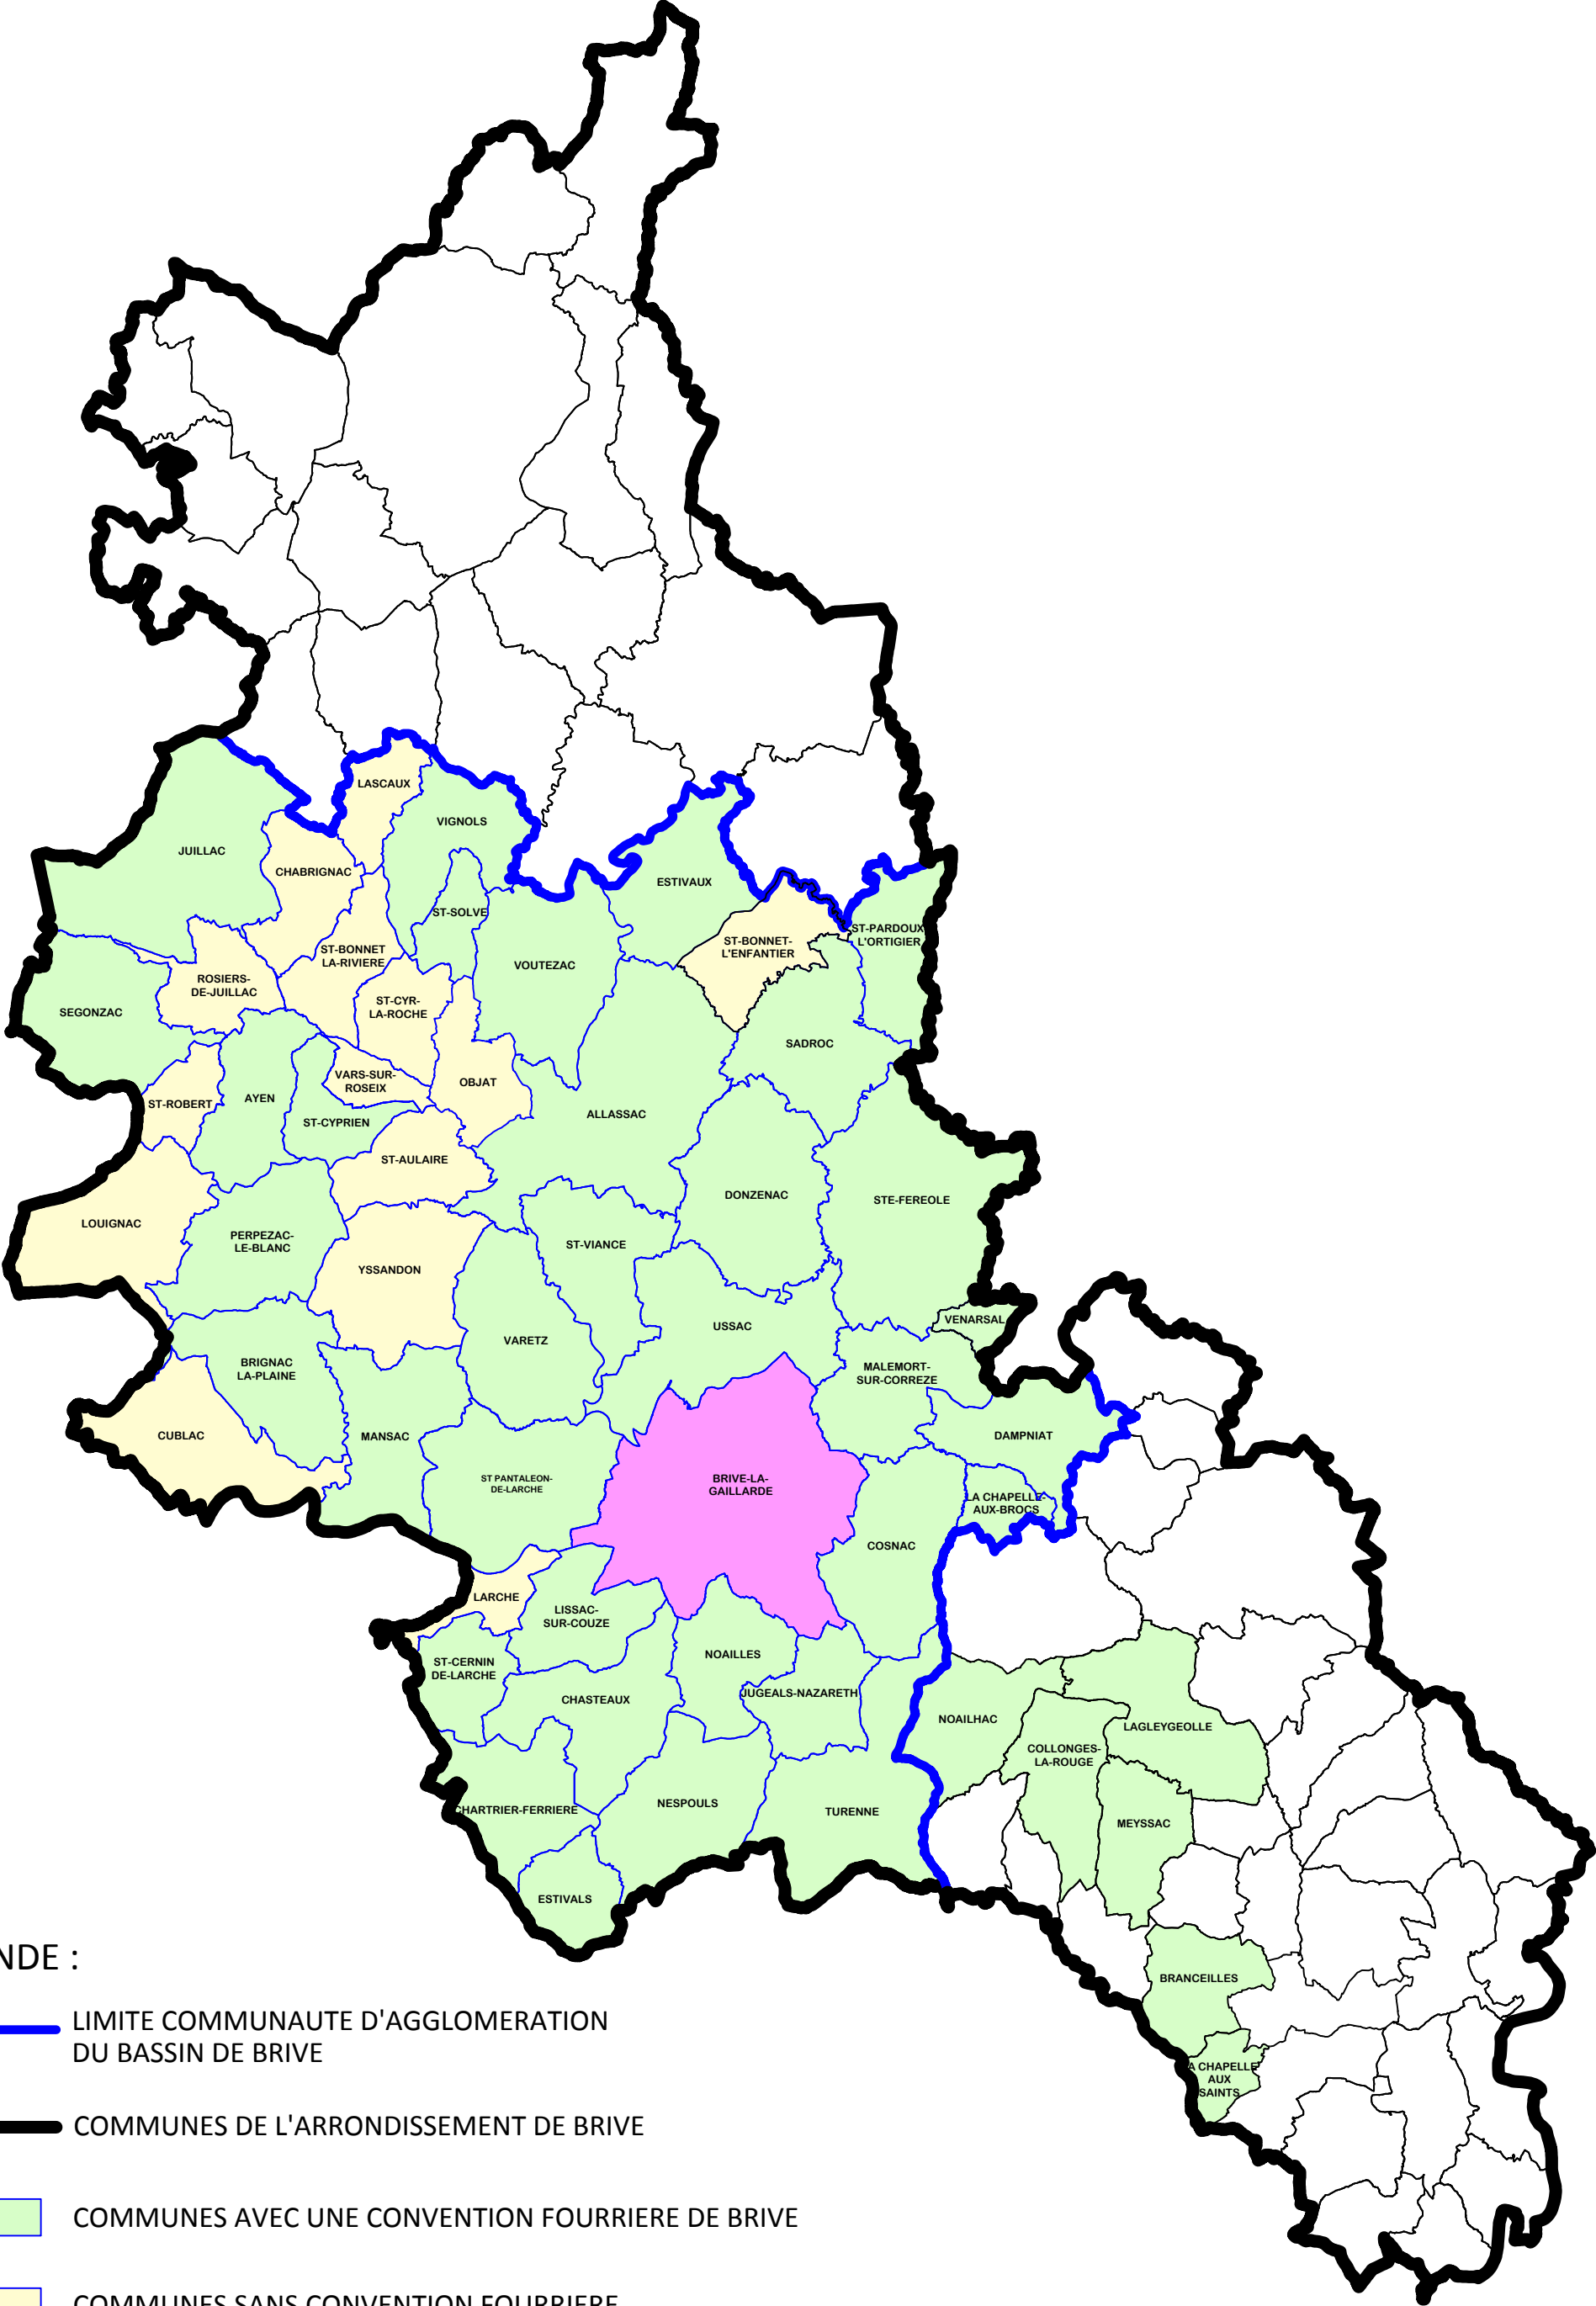 LASCAUX
VIGNOLS
JUILLAC
CHABRIGNAC
ESTIVAUX
ST-SOLVE
ST-PARDOUX
L'ORTIGIER
ST-BONNET-
L'ENFANTIER
ST-BONNET
LA-RIVIERE
VOUTEZAC
ROSIERS-
DE-JUILLAC
ST-CYR-
LA-ROCHE
SEGONZAC
SADROC
VARS-SUR-
ROSEIX
OBJAT
ST-ROBERT
AYEN
ALLASSAC
ST-CYPRIEN
ST-AULAIRE
DONZENAC
STE-FEREOLE
LOUIGNAC
PERPEZAC-
LE-BLANC
ST-VIANCE
YSSANDON
VENARSAL
USSAC
VARETZ
BRIGNAC
LA-PLAINE
MALEMORT-
SUR-CORREZE
CUBLAC
MANSAC
DAMPNIAT
ST PANTALEON-
DE-LARCHE
BRIVE-LA-
GAILLARDE
LA CHAPELLE-
AUX-BROCS
COSNAC
LARCHE
LISSAC-
SUR-COUZE
NOAILLES
ST-CERNIN
DE-LARCHE
JUGEALS-NAZARETH
CHASTEAUX
NOAILHAC
LAGLEYGEOLLE
COLLONGES-
LA-ROUGE
CHARTRIER-FERRIERE
NESPOULS
TURENNE
MEYSSAC
ESTIVALS
BRANCEILLES
A CHAPELLE
AUX
SAINTS
NDE :
LIMITE COMMUNAUTE D'AGGLOMERATION
DU BASSIN DE BRIVE
COMMUNES DE L'ARRONDISSEMENT DE BRIVE
COMMUNES AVEC UNE CONVENTION FOURRIERE DE BRIVE
COMMUNES SANS CONVENTION FOURRIERE